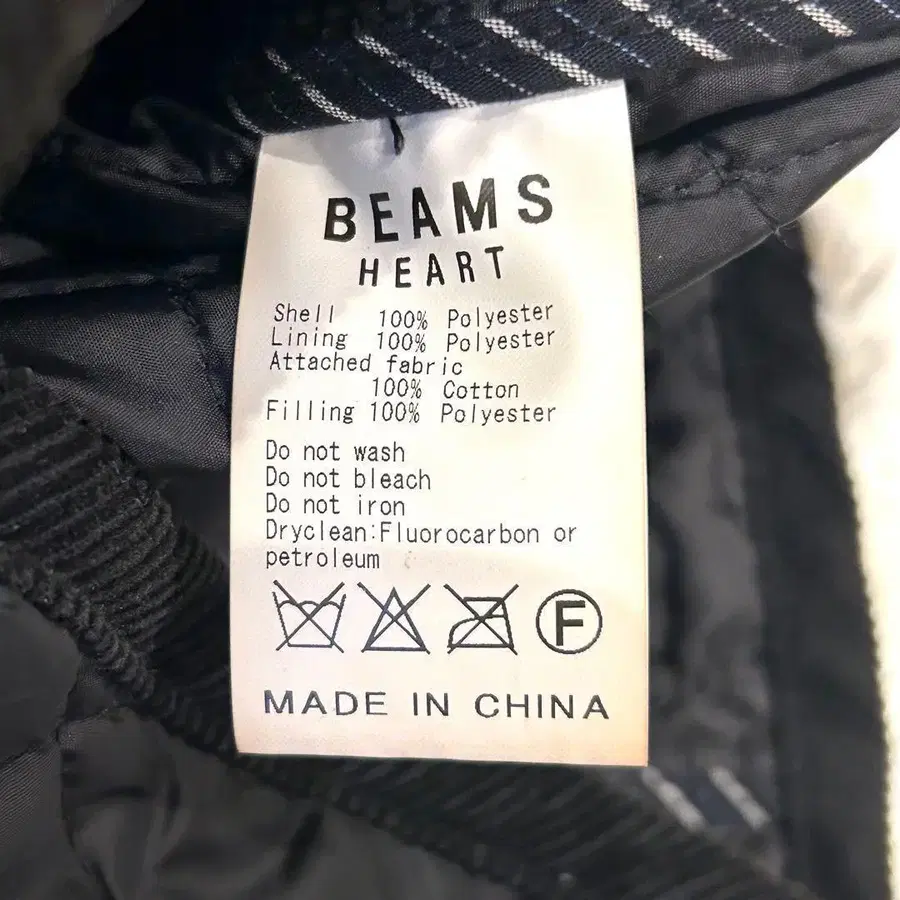 BEAMS
HEART
Shell 100% Polyester
Lining 100% Polyester
Attached fabric
100% Cotton
Filling 100% Polyester
Do not wash
Do not bleach
Do not iron
Dryclean:Fluorocarbon or
petroleum
F
MADE IN CHINA